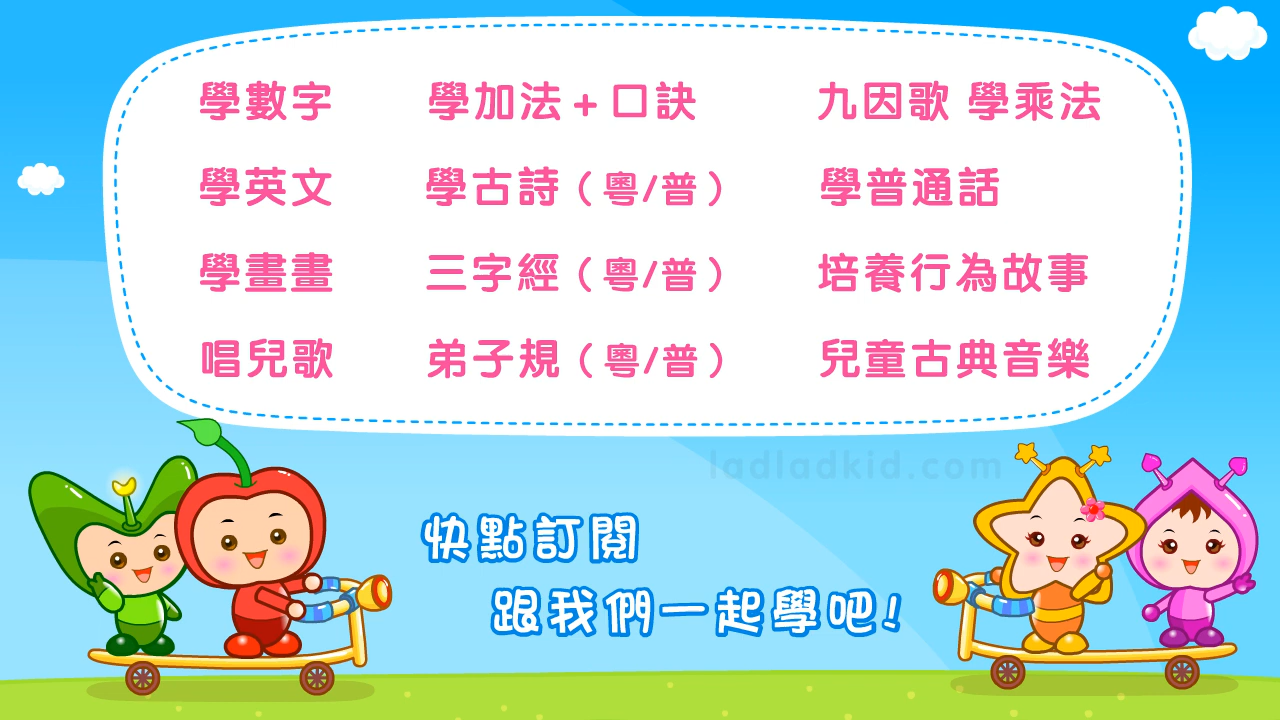 學數字 學加法+口訣 九因歌 學乘法
學英文 學古詩（粵/普） 學普通話
學畫畫 三字經（粵/普） 培養行為故事
唱兒歌 弟子規（粵/普） 兒童古典音樂
ladladkid.com
快點訂閱
跟我們一起學吧!